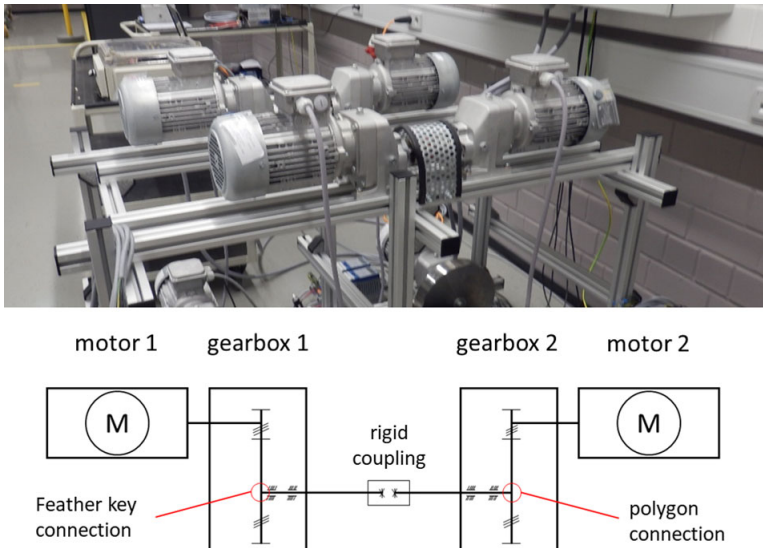 motor 1 gearbox 1 gearbox 2 motor 2
M M
rigid
coupling
Feather key
connection
polygon
connection